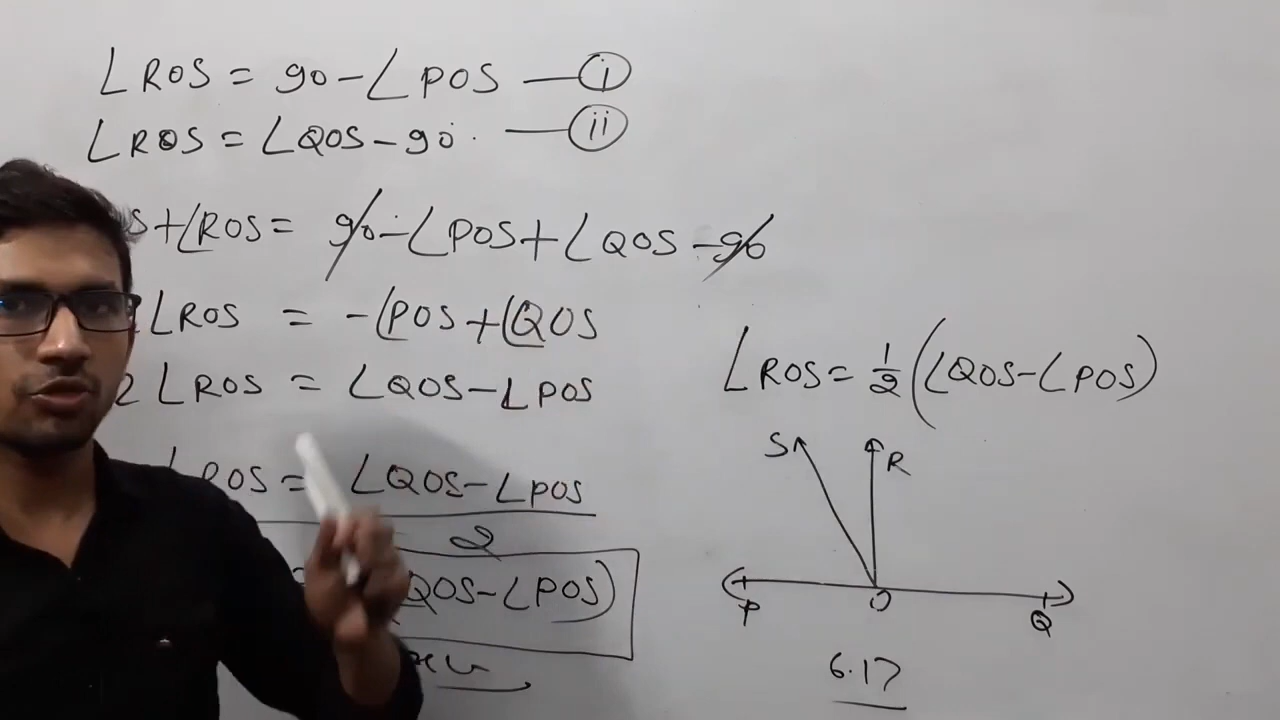 ∠ROS = 90 - ∠POS — (i)
∠ROS = ∠QOS - 90°. — (ii)
S + ∠ROS = 90 - ∠POS + ∠QOS - 90
∠ROS = -∠POS + ∠QOS
2 ∠ROS = ∠QOS - ∠POS
∠ROS = ∠QOS - ∠POS
2
QOS - ∠POS)
∠ROS = 1/2 (∠QOS - ∠POS)
S R
P O Q
6.17